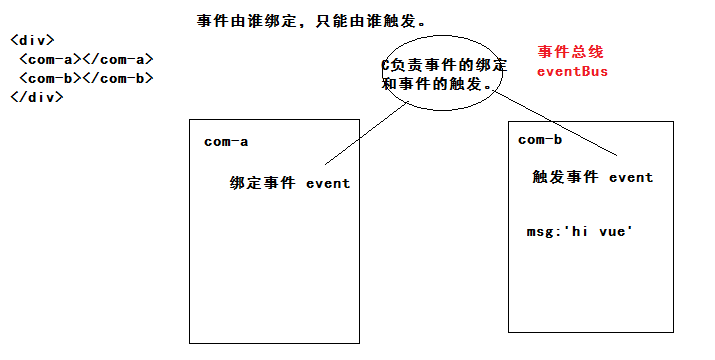 事件由谁绑定，只能由谁触发。
<div>
<com-a></com-a>
<com-b></com-b>
</div>
C负责事件的绑定
和事件的触发。
事件总线
eventBus
com-a
绑定事件 event
com-b
触发事件 event
msg:'hi vue'